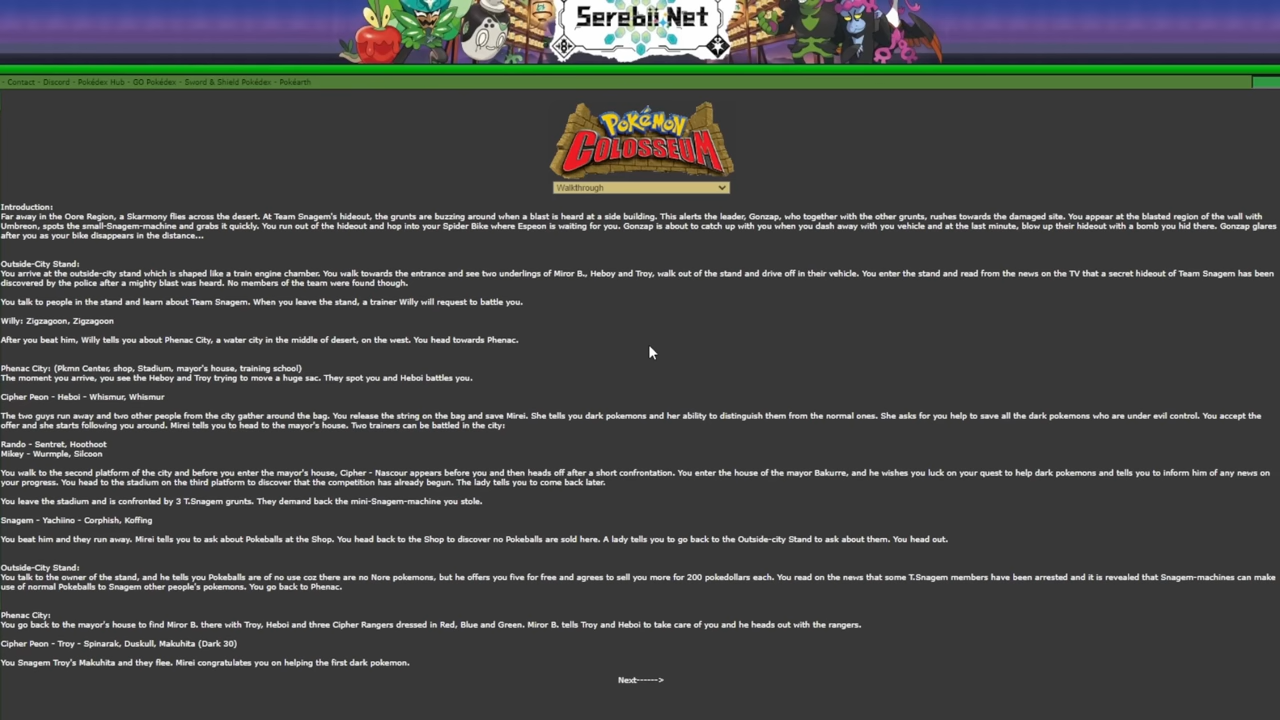 Serebii.Net
- Contact - Discord - Pokédex Hub - GO Pokédex - Sword & Shield Pokédex - Pokéarth
POKéMON
COLOSSEUM
Walkthrough
Introduction:
Far away in the Oore Region, a Skarmony flies across the desert. At Team Snagem's hideout, the grunts are buzzing around when a blast is heard at a side building. This alerts the leader, Gonzap, who together with the other grunts, rushes towards the damaged site. You appear at the blasted region of the wall with
Umbreon, spots the small-Snagem-machine and grabs it quickly. You run out of the hideout and hop into your Spider Bike where Espeon is waiting for you. Gonzap is about to catch up with you when you dash away with you vehicle and at the last minute, blow up their hideout with a bomb you hid there. Gonzap glares
after you as your bike disappears in the distance...
Outside-City Stand:
You arrive at the outside-city stand which is shaped like a train engine chamber. You walk towards the entrance and see two underlings of Miror B., Heboy and Troy, walk out of the stand and drive off in their vehicle. You enter the stand and read from the news on the TV that a secret hideout of Team Snagem has been
discovered by the police after a mighty blast was heard. No members of the team were found though.
You talk to people in the stand and learn about Team Snagem. When you leave the stand, a trainer Willy will request to battle you.
Willy: Zigzagoon, Zigzagoon
After you beat him, Willy tells you about Phenac City, a water city in the middle of desert, on the west. You head towards Phenac.
Phenac City: (Pkmn Center, shop, Stadium, mayor's house, training school)
The moment you arrive, you see the Heboy and Troy trying to move a huge sac. They spot you and Heboi battles you.
Cipher Peon - Heboi - Whismur, Whismur
The two guys run away and two other people from the city gather around the bag. You release the string on the bag and save Mirei. She tells you dark pokemons and her ability to distinguish them from the normal ones. She asks for you help to save all the dark pokemons who are under evil control. You accept the
offer and she starts following you around. Mirei tells you to head to the mayor's house. Two trainers can be battled in the city:
Rando - Sentret, Hoothoot
Mikey - Wurmple, Silcoon
You walk to the second platform of the city and before you enter the mayor's house, Cipher - Nascour appears before you and then heads off after a short confrontation. You enter the house of the mayor Bakurre, and he wishes you luck on your quest to help dark pokemons and tells you to inform him of any news on
your progress. You head to the stadium on the third platform to discover that the competition has already begun. The lady tells you to come back later.
You leave the stadium and is confronted by 3 T.Snagem grunts. They demand back the mini-Snagem-machine you stole.
Snagem - Yachiino - Corphish, Koffing
You beat him and they run away. Mirei tells you to ask about Pokeballs at the Shop. You head back to the Shop to discover no Pokeballs are sold here. A lady tells you to go back to the Outside-city Stand to ask about them. You head out.
Outside-City Stand:
You talk to the owner of the stand, and he tells you Pokeballs are of no use coz there are no Nore pokemons, but he offers you five for free and agrees to sell you more for 200 pokedollars each. You read on the news that some T.Snagem members have been arrested and it is revealed that Snagem-machines can make
use of normal Pokeballs to Snagem other people's pokemons. You go back to Phenac.
Phenac City:
You go back to the mayor's house to find Miror B. there with Troy, Heboi and three Cipher Rangers dressed in Red, Blue and Green. Miror B. tells Troy and Heboi to take care of you and he heads out with the rangers.
Cipher Peon - Troy - Spinarak, Duskull, Makuhita (Dark 30)
You Snagem Troy's Makuhita and they flee. Mirei congratulates you on helping the first dark pokemon.
Next------>